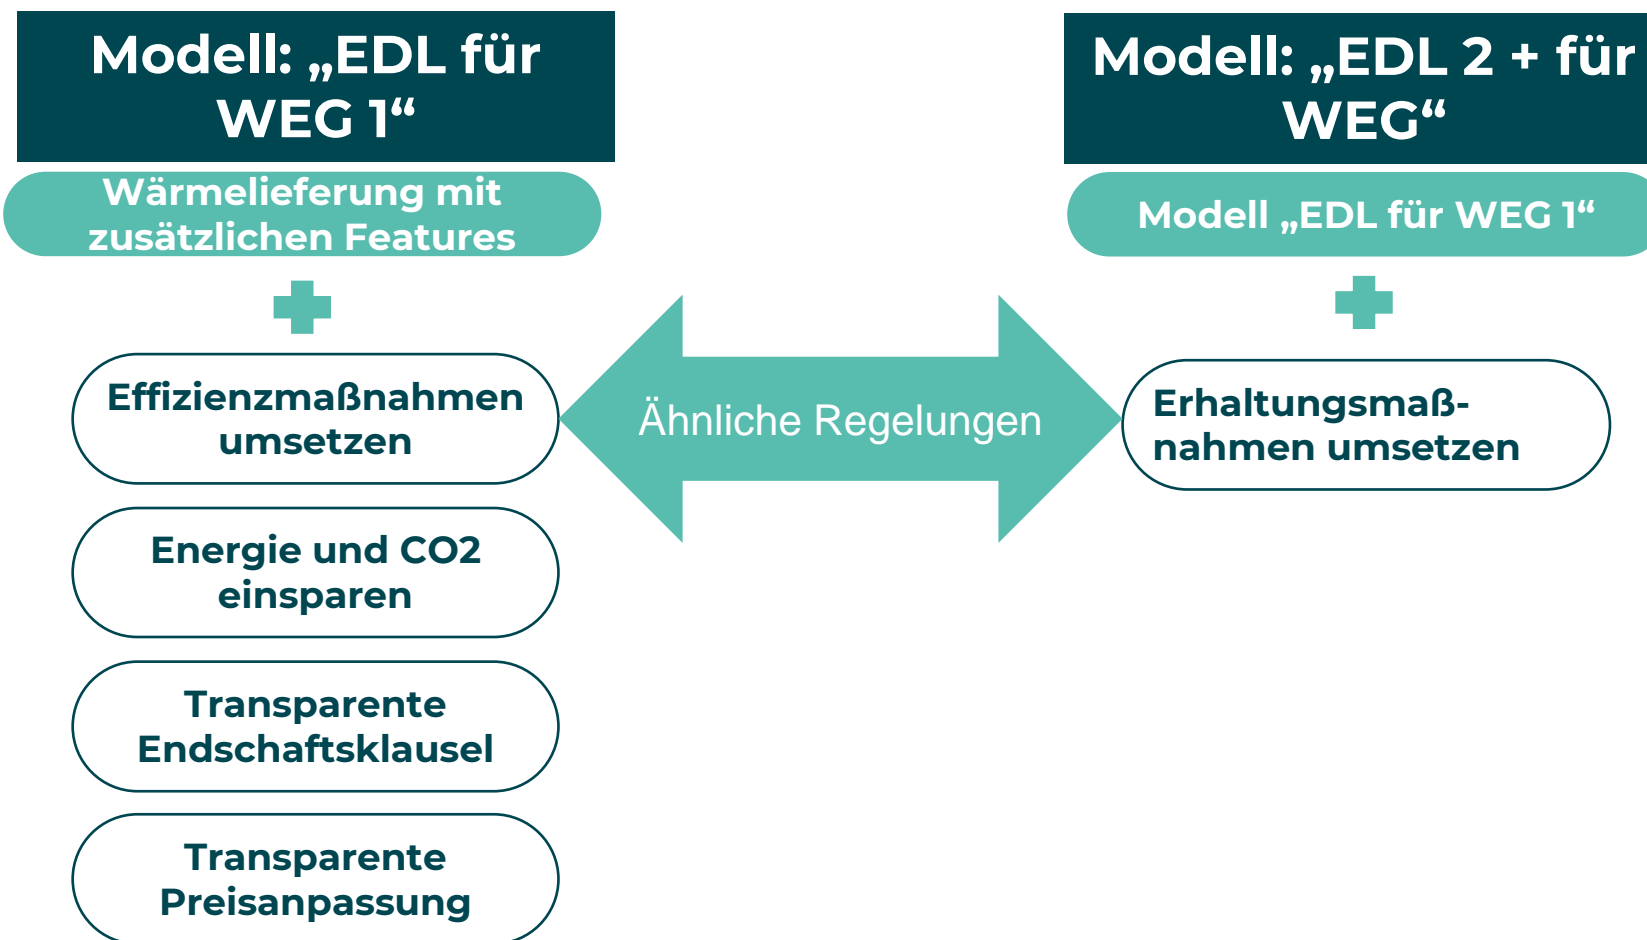 Modell: „EDL für
WEG 1“
Wärmelieferung mit
zusätzlichen Features
Effizienzmaßnahmen
umsetzen
Energie und CO2
einsparen
Transparente
Endschaftsklausel
Transparente
Preisanpassung
Ähnliche Regelungen
Modell: „EDL 2 + für
WEG“
Modell „EDL für WEG 1“
Erhaltungsmaß-
nahmen umsetzen